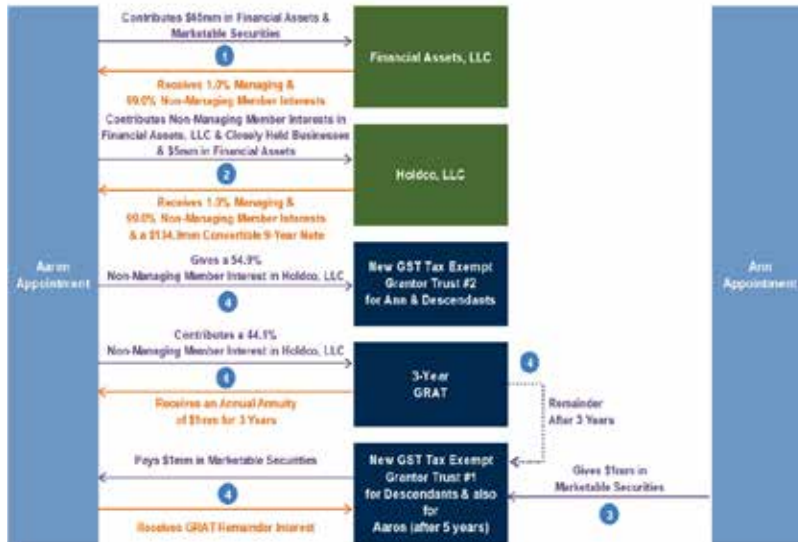 Contributes $65mm in Financial Assets &
Marketable Securities
1
Financial Assets, LLC
Receives 1.0% Managing &
99.0% Non-Managing Member Interests
Contributes Non-Managing Member Interests in
Financial Assets, LLC & Closely Held Businesses
& $5mm in Financial Assets
2
Holdco, LLC
Receives 1.0% Managing &
99.0% Non-Managing Member Interests
& a Convertible 9-Year Note
Aaron
Appointment
Ann
Appointment
Gives a 54.9%
Non-Managing Member Interest in Holdco, LLC
4
New GST Tax Exempt
Grantor Trust #2
for Ann & Descendants
Contributes a 44.1%
Non-Managing Member Interest in Holdco, LLC
3-Year
GRAT
4
Receives an Annual Annuity
of $1mm for 3 Years
Remainder
After 3 Years
Pays $1mm in Marketable Securities
4
Receives GRAT Remainder Interest
New GST Tax Exempt
Grantor Trust #1
for Descendants & also
for
Aaron (after 5 years)
Gives $1mm in
Marketable Securities
3